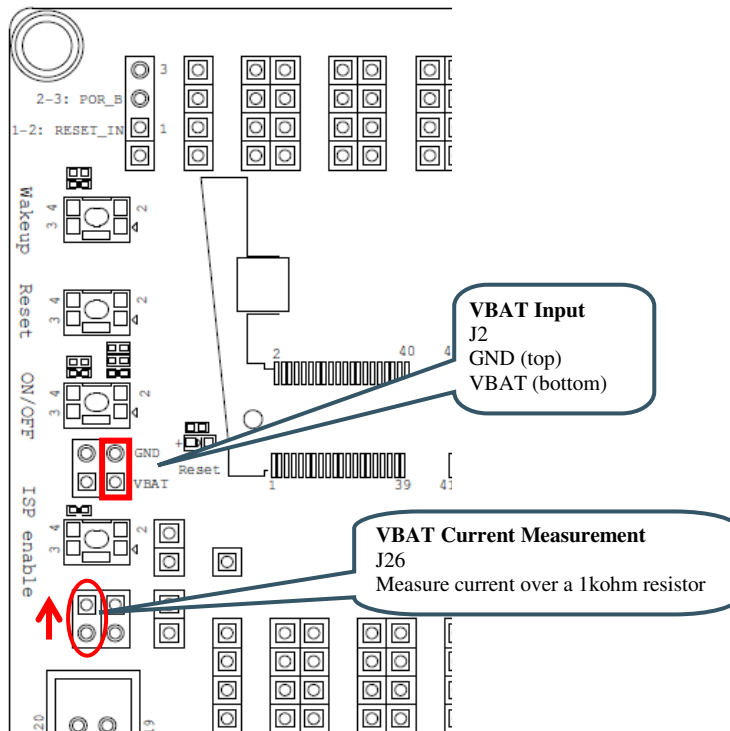 3
2-3: POR_B
1-2: RESET_IN 1
Wakeup
4
3
2
Reset
4
3
2
ON/OFF
4
3
2
GND
VBAT
+
Reset
2 40 4
1 39 41
ISP enable
4
3
2
20
19
VBAT Input
J2
GND (top)
VBAT (bottom)
VBAT Current Measurement
J26
Measure current over a 1kohm resistor